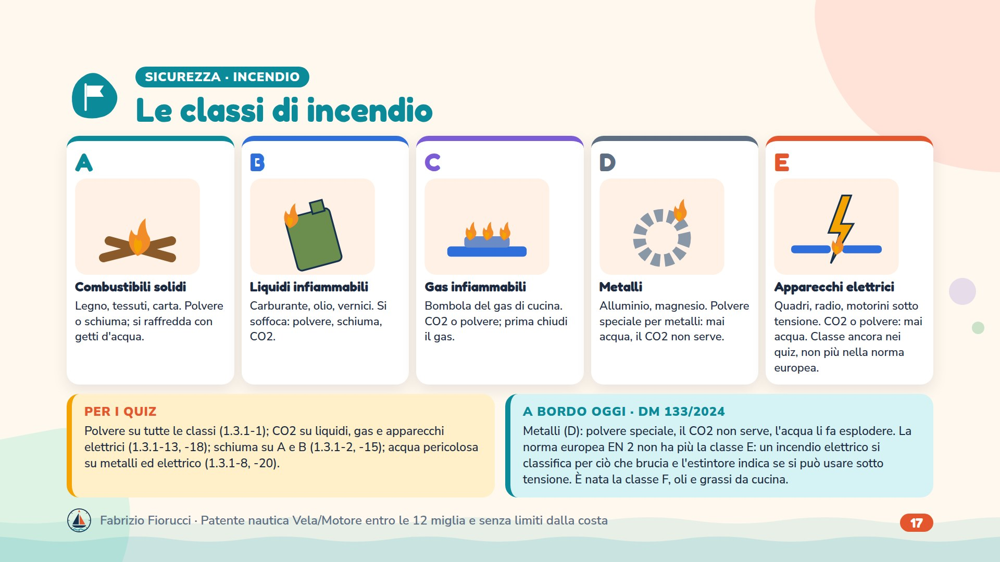 SICUREZZA · INCENDIO
Le classi di incendio
A
Combustibili solidi
Legno, tessuti, carta. Polvere
o schiuma; si raffredda con
getti d'acqua.
B
Liquidi infiammabili
Carburante, olio, vernici. Si
soffoca: polvere, schiuma,
CO2.
C
Gas infiammabili
Bombola del gas di cucina.
CO2 o polvere; prima chiudi
il gas.
D
Metalli
Alluminio, magnesio. Polvere
speciale per metalli: mai
acqua, il CO2 non serve.
E
Apparecchi elettrici
Quadri, radio, motorini sotto
tensione. CO2 o polvere: mai
acqua. Classe ancora nei
quiz, non più nella norma
europea.
PER I QUIZ
Polvere su tutte le classi (1.3.1-1); CO2 su liquidi, gas e apparecchi
elettrici (1.3.1-13, -18); schiuma su A e B (1.3.1-2, -15); acqua pericolosa
su metalli ed elettrico (1.3.1-8, -20).
A BORDO OGGI · DM 133/2024
Metalli (D): polvere speciale, il CO2 non serve, l'acqua li fa esplodere. La
norma europea EN 2 non ha più la classe E: un incendio elettrico si
classifica per ciò che brucia e l'estintore indica se si può usare sotto
tensione. È nata la classe F, oli e grassi da cucina.
Fabrizio Fiorucci · Patente nautica Vela/Motore entro le 12 miglia e senza limiti dalla costa
17